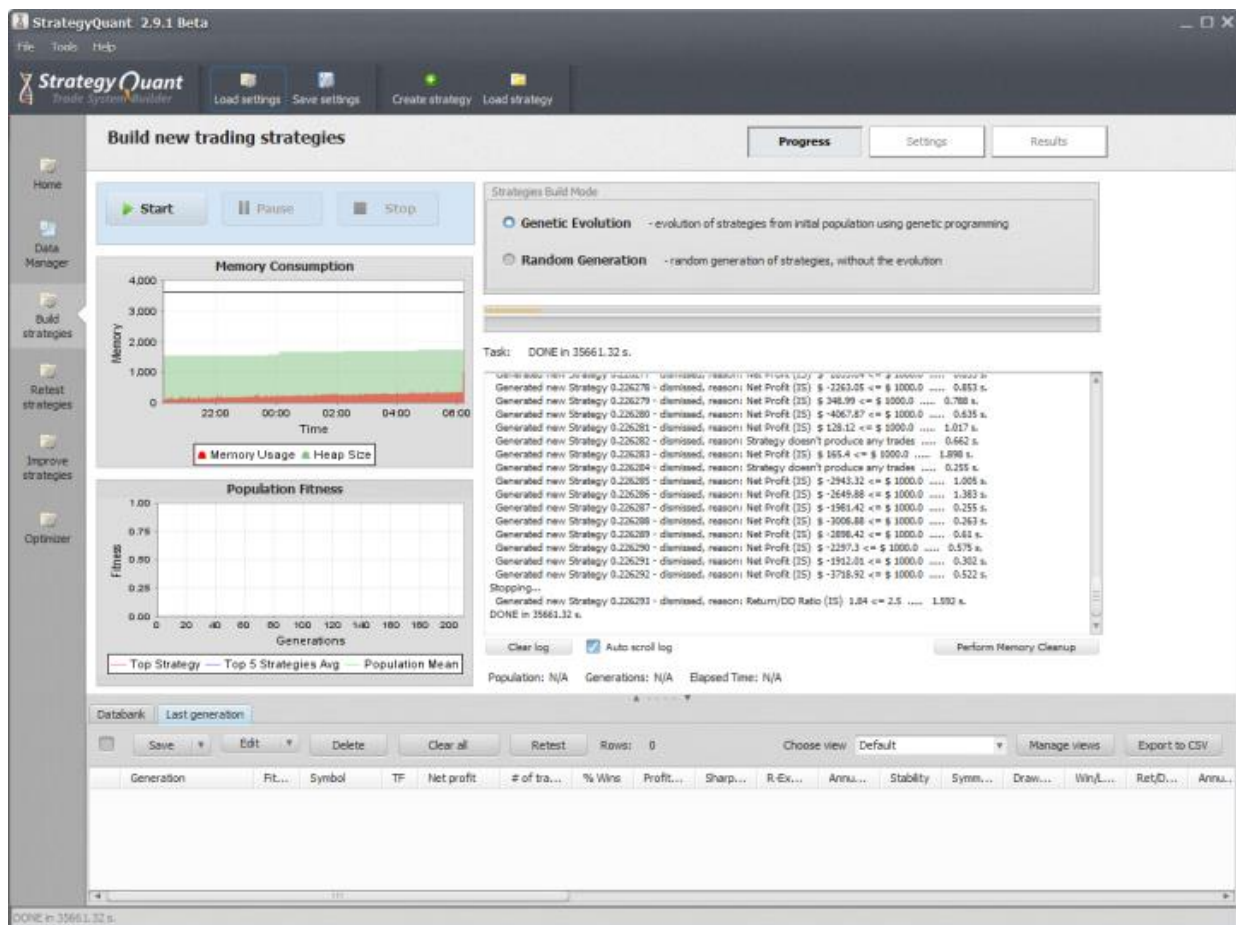 StrategyQuant 2.9.1 Beta
File Tools Help
StrategyQuant
Trade System Builder
Load settings Save settings Create strategy Load strategy
Build new trading strategies
Progress Settings Results
Home
Data Manager
Build strategies
Retest strategies
Improve strategies
Optimizer
Start Pause Stop
Memory Consumption
4,000
3,000
2,000
1,000
0
Memory
22:00 00:00 02:00 04:00 06:00
Time
Memory Usage Heap Size
Population Fitness
1.00
0.75
0.50
0.25
0.00
Fitness
0 20 40 60 80 100 120 140 160 180 200
Generations
Top Strategy Top 5 Strategies Avg Population Mean
Strategies Build Mode
Genetic Evolution - evolution of strategies from initial population using genetic programming
Random Generation - random generation of strategies, without the evolution
Task: DONE in 35661.32 s.
Generated new Strategy 0.226278 - dismissed, reason: Net Profit (IS) $ -2263.05 <= $ 1000.0 ..... 0.853 s.
Generated new Strategy 0.226279 - dismissed, reason: Net Profit (IS) $ 348.99 <= $ 1000.0 ..... 0.788 s.
Generated new Strategy 0.226280 - dismissed, reason: Net Profit (IS) $ -4067.87 <= $ 1000.0 ..... 0.635 s.
Generated new Strategy 0.226281 - dismissed, reason: Net Profit (IS) $ 128.12 <= $ 1000.0 ..... 1.017 s.
Generated new Strategy 0.226282 - dismissed, reason: Strategy doesn't produce any trades ..... 0.662 s.
Generated new Strategy 0.226283 - dismissed, reason: Net Profit (IS) $ 165.4 <= $ 1000.0 ..... 1.898 s.
Generated new Strategy 0.226284 - dismissed, reason: Strategy doesn't produce any trades ..... 0.255 s.
Generated new Strategy 0.226285 - dismissed, reason: Net Profit (IS) $ -2943.32 <= $ 1000.0 ..... 1.005 s.
Generated new Strategy 0.226286 - dismissed, reason: Net Profit (IS) $ -2649.88 <= $ 1000.0 ..... 1.383 s.
Generated new Strategy 0.226287 - dismissed, reason: Net Profit (IS) $ -1981.42 <= $ 1000.0 ..... 0.255 s.
Generated new Strategy 0.226288 - dismissed, reason: Net Profit (IS) $ -3008.88 <= $ 1000.0 ..... 0.263 s.
Generated new Strategy 0.226289 - dismissed, reason: Net Profit (IS) $ -2898.42 <= $ 1000.0 ..... 0.61 s.
Generated new Strategy 0.226290 - dismissed, reason: Net Profit (IS) $ -2297.3 <= $ 1000.0 ..... 0.575 s.
Generated new Strategy 0.226291 - dismissed, reason: Net Profit (IS) $ -1912.01 <= $ 1000.0 ..... 0.302 s.
Generated new Strategy 0.226292 - dismissed, reason: Net Profit (IS) $ -3718.92 <= $ 1000.0 ..... 0.522 s.
Stopping...
Generated new Strategy 0.226293 - dismissed, reason: Return/DD Ratio (IS) 1.84 <= 2.5 ..... 1.592 s.
DONE in 35661.32 s.
Clear log Auto scroll log Perform Memory Cleanup
Population: N/A Generations: N/A Elapsed Time: N/A
Databank Last generation
Save Edit Delete Clear all Retest Rows: 0 Choose view Default Manage views Export to CSV
Generation Fit... Symbol TF Net profit # of tra... % Wins Profit... Sharp... R-Ex... Annu... Stability Symm... Draw... Win/L... Ret/D... Annu...
DONE in 35661.32 s.